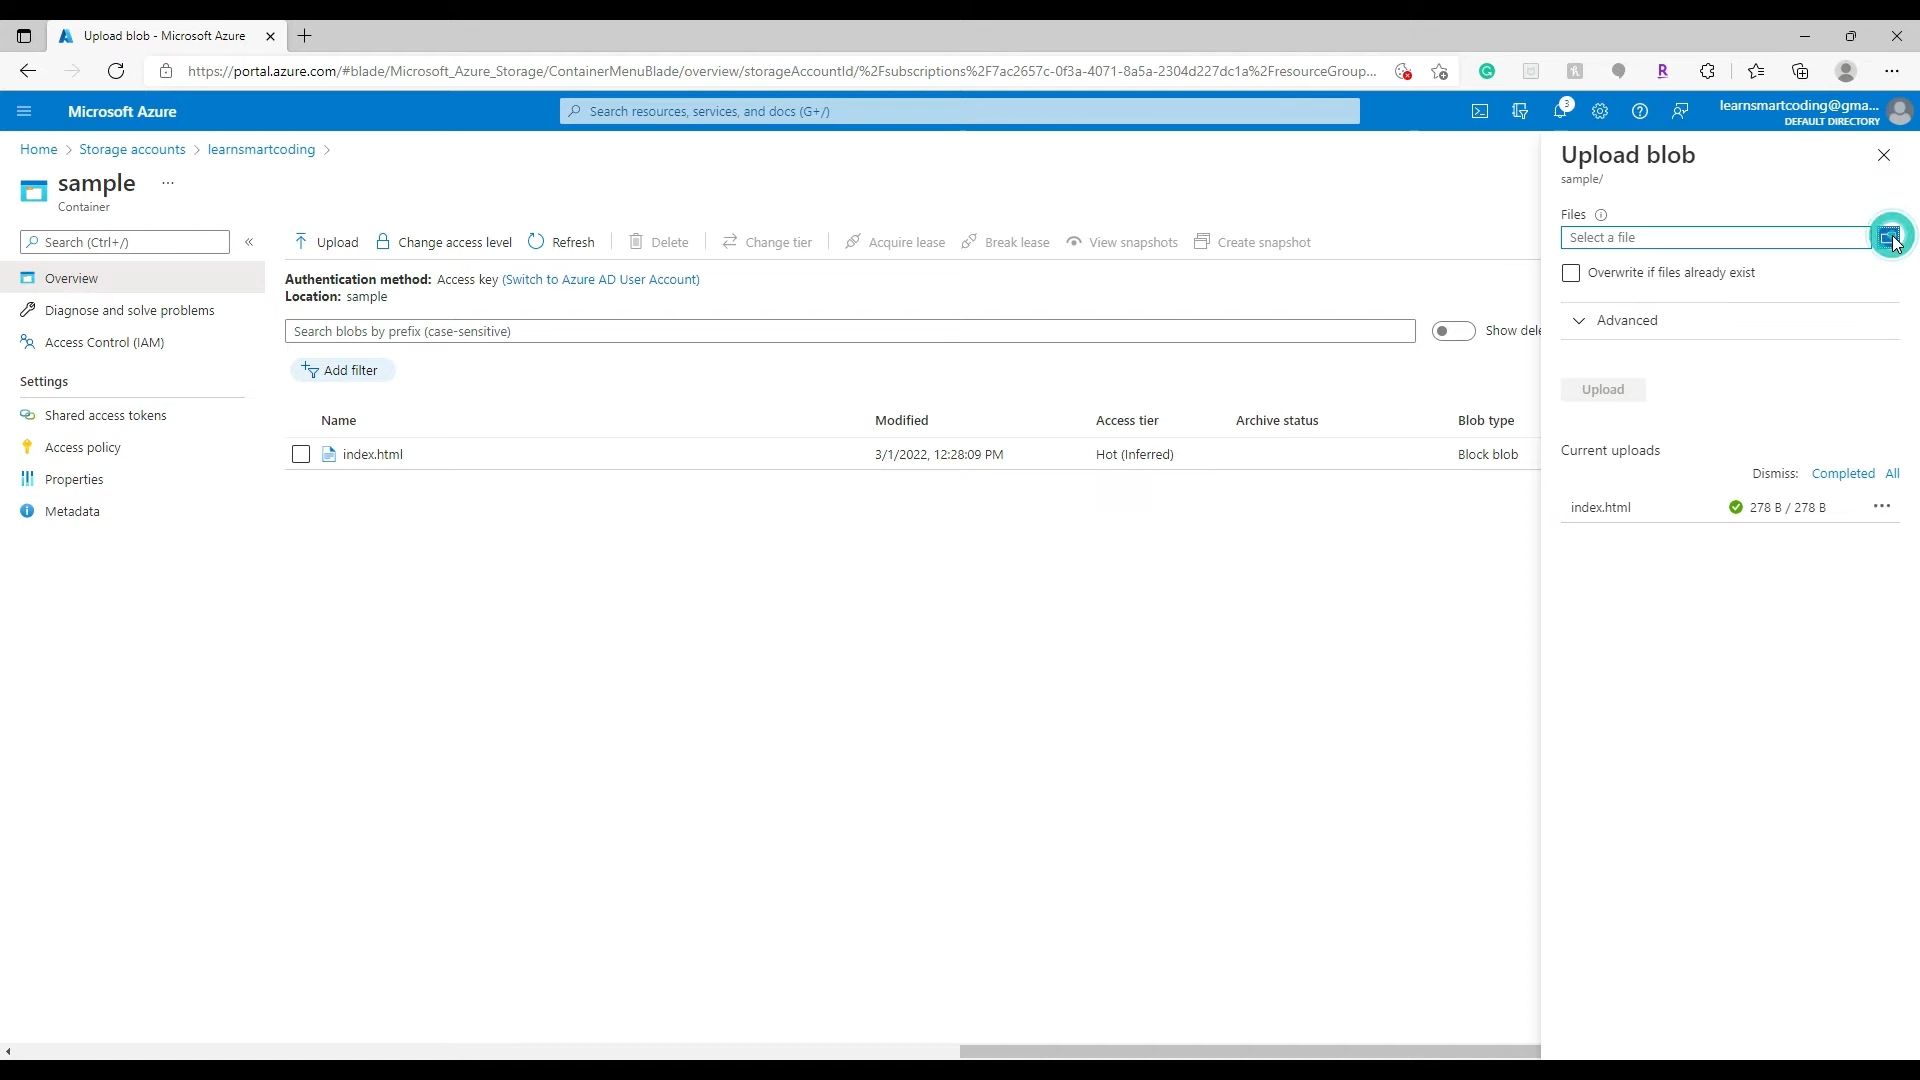 Upload blob - Microsoft Azure
https://portal.azure.com/#blade/Microsoft_Azure_Storage/ContainerMenuBlade/overview/storageAccountId/%2Fsubscriptions%2F7ac2657c-0f3a-4071-8a5a-2304d227dc1a%2FresourceGroup...
Microsoft Azure
Search resources, services, and docs (G+/)
3
learnsmartcoding@gma...
DEFAULT DIRECTORY
Home > Storage accounts > learnsmartcoding >
sample ...
Container
Search (Ctrl+/)
«
Overview
Diagnose and solve problems
Access Control (IAM)
Settings
Shared access tokens
Access policy
Properties
Metadata
Upload
Change access level
Refresh
Delete
Change tier
Acquire lease
Break lease
View snapshots
Create snapshot
Authentication method: Access key (Switch to Azure AD User Account)
Location: sample
Search blobs by prefix (case-sensitive)
Show dele
Add filter
Name Modified Access tier Archive status Blob type
index.html 3/1/2022, 12:28:09 PM Hot (Inferred) Block blob
Upload blob
sample/
Files
Select a file
Overwrite if files already exist
Advanced
Upload
Current uploads
Dismiss: Completed All
index.html 278 B / 278 B ...